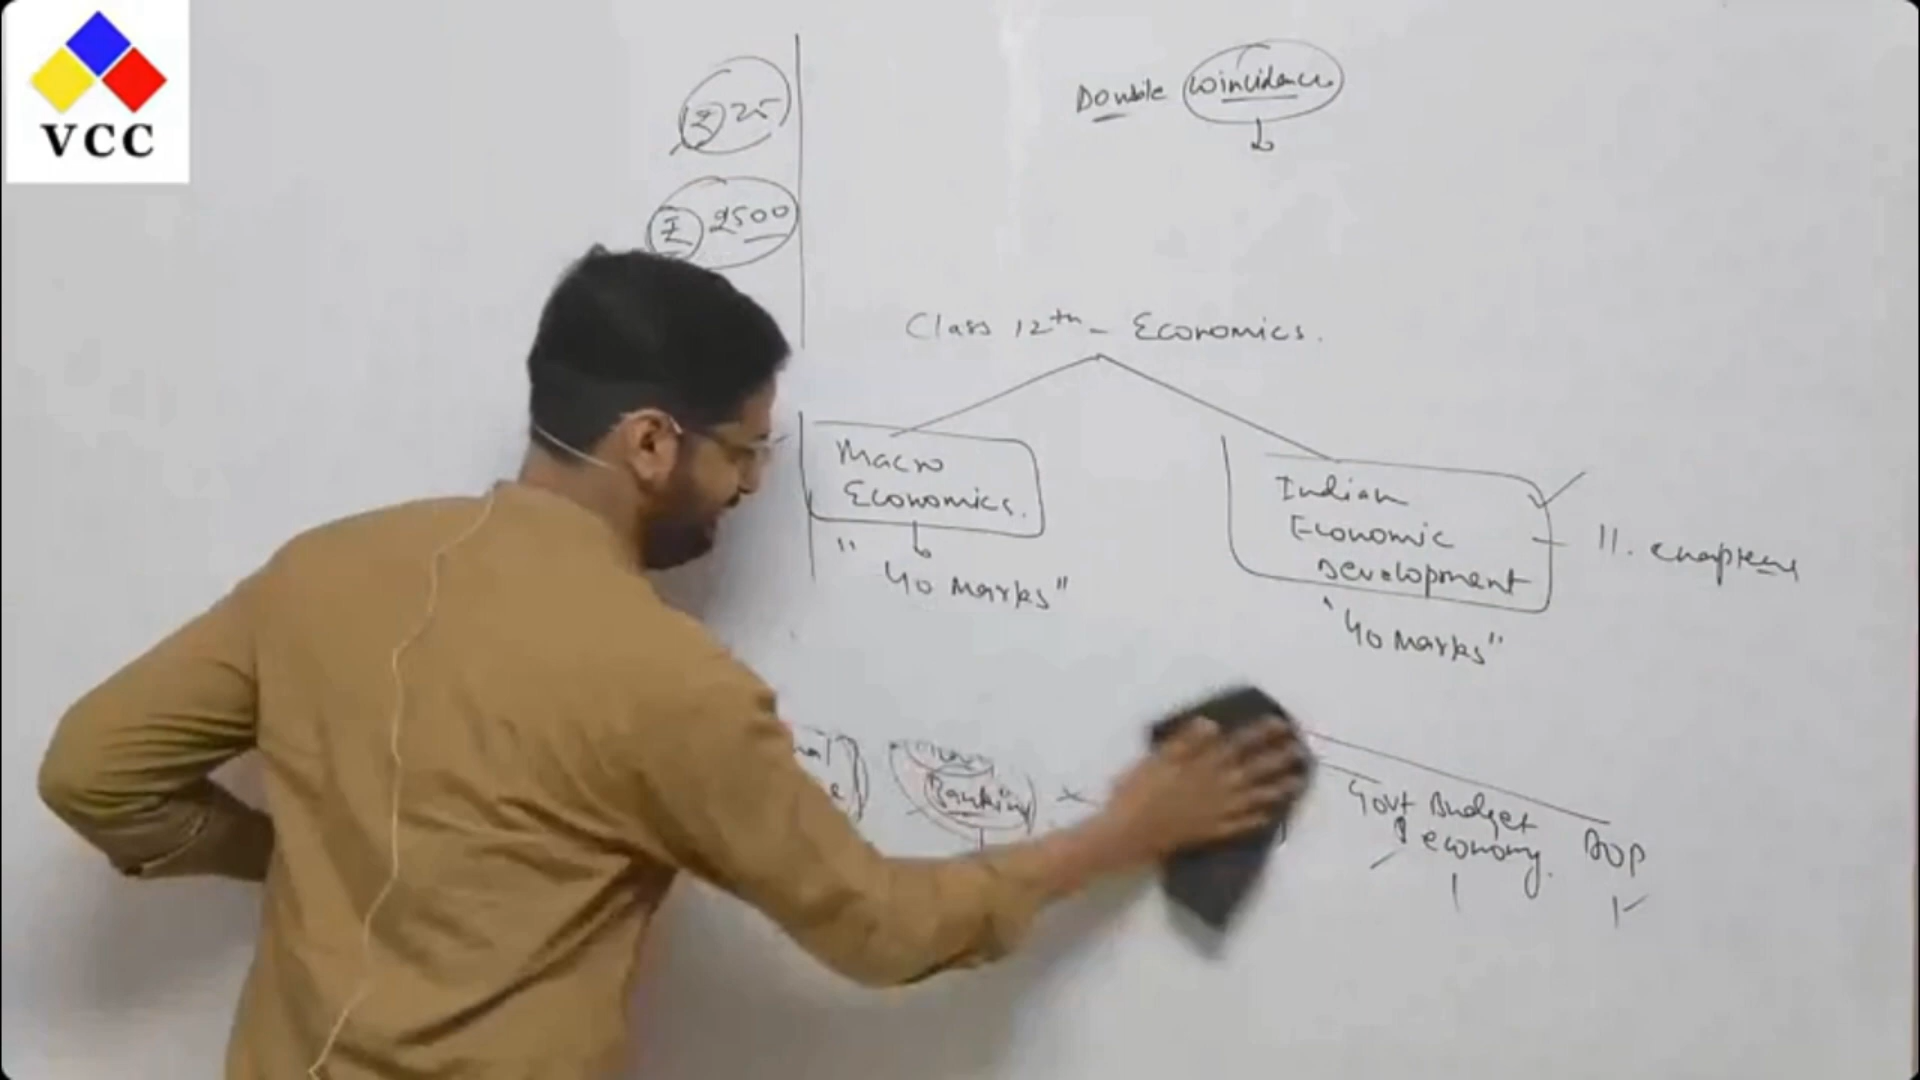 VCC
₹ 25
₹ 2500
Double Coincidence
Class 12th - Economics.
Macro
Economics.
"40 Marks"
Indian
Economic
Development
"40 Marks"
11. chapters
Money
Banking
Govt Budget
& economy.
BOP